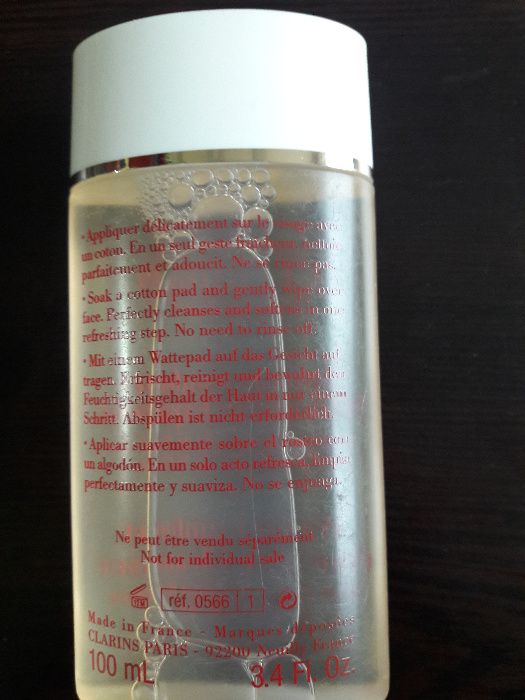 • Appliquer délicatement sur le visage avec
un coton. En un seul geste fraîcheur, nettoie
parfaitement et adoucit. Ne se rince pas.
• Soak a cotton pad and gently wipe over
face. Perfectly cleanses and softens in one
refreshing step. No need to rinse off.
• Mit einem Wattepad auf das Gesicht auf-
tragen. Erfrischt, reinigt und bewahrt den
Feuchtigkeitsgehalt der Haut in nur einem
Schritt. Abspülen ist nicht erforderlich.
• Aplicar suavemente sobre el rostro con
un algodón. En un solo acto refresca, limpia
perfectamente y suaviza. No se enjuaga.
Ne peut être vendu séparément
Not for individual sale
réf. 0566 1
Made in France - Marques déposées
CLARINS PARIS - 92200 Neuilly France
100 mL 3.4 Fl. Oz.